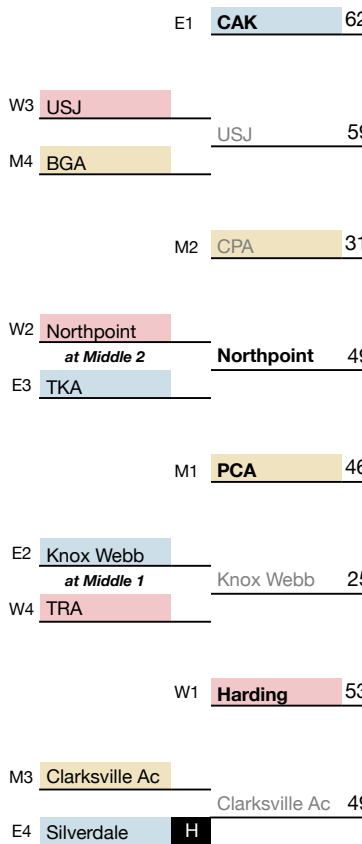 E1 CAK 62
W3 USJ
USJ 59
M4 BGA
M2 CPA 31
W2 Northpoint
at Middle 2 Northpoint 49
E3 TKA
M1 PCA 46
E2 Knox Webb
at Middle 1 Knox Webb 25
W4 TRA
W1 Harding 53
M3 Clarksville Ac
Clarksville Ac 49
E4 Silverdale H